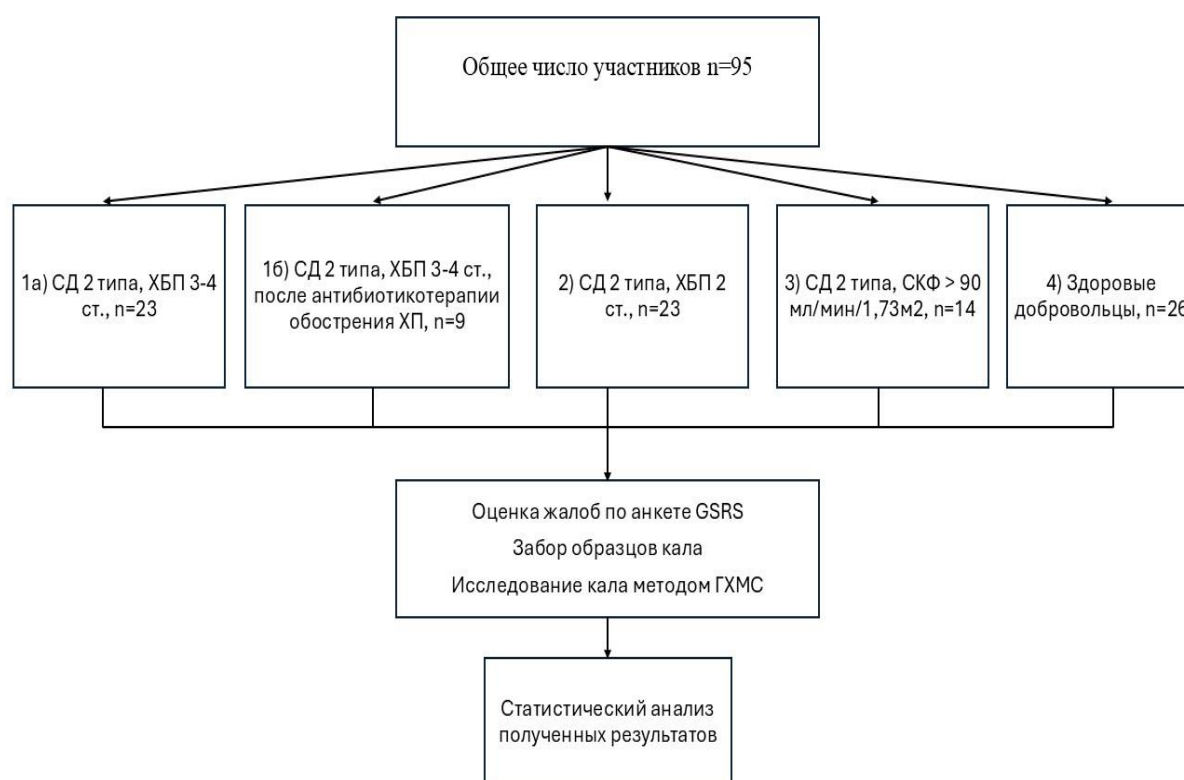 Общее число участников n=95
1а) СД 2 типа, ХБП 3-4
ст., n=23
1б) СД 2 типа, ХБП 3-4 ст.,
после антибиотикотерапии
обострения ХП, n=9
2) СД 2 типа, ХБП 2
ст., n=23
3) СД 2 типа, СКФ > 90
мл/мин/1,73м2, n=14
4) Здоровые
добровольцы, n=26
Оценка жалоб по анкете GSRS
Забор образцов кала
Исследование кала методом ГХМС
Статистический анализ
полученных результатов